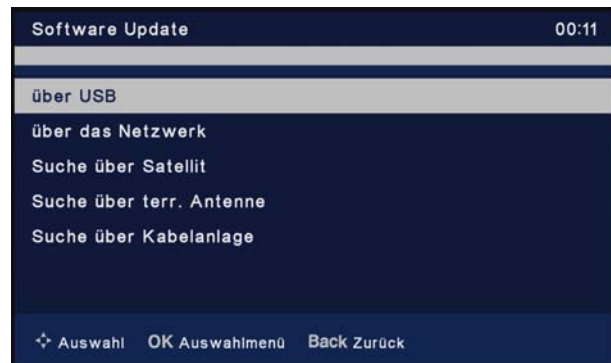 Software Update 00:11
über USB
über das Netzwerk
Suche über Satellit
Suche über terr. Antenne
Suche über Kabelanlage
Auswahl OK Auswahlmenü Back Zurück